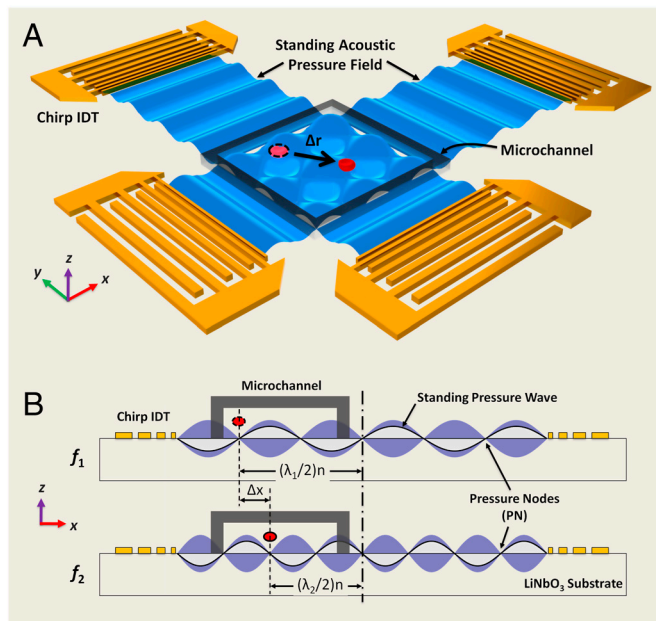 A
Standing Acoustic
Pressure Field
Chirp IDT
Δr
Microchannel
z
y
x
B
Microchannel
Chirp IDT
Standing Pressure Wave
f₁
(λ₁/2)n
Δx
Pressure Nodes
(PN)
z
x
f₂
(λ₂/2)n
LiNbO₃ Substrate